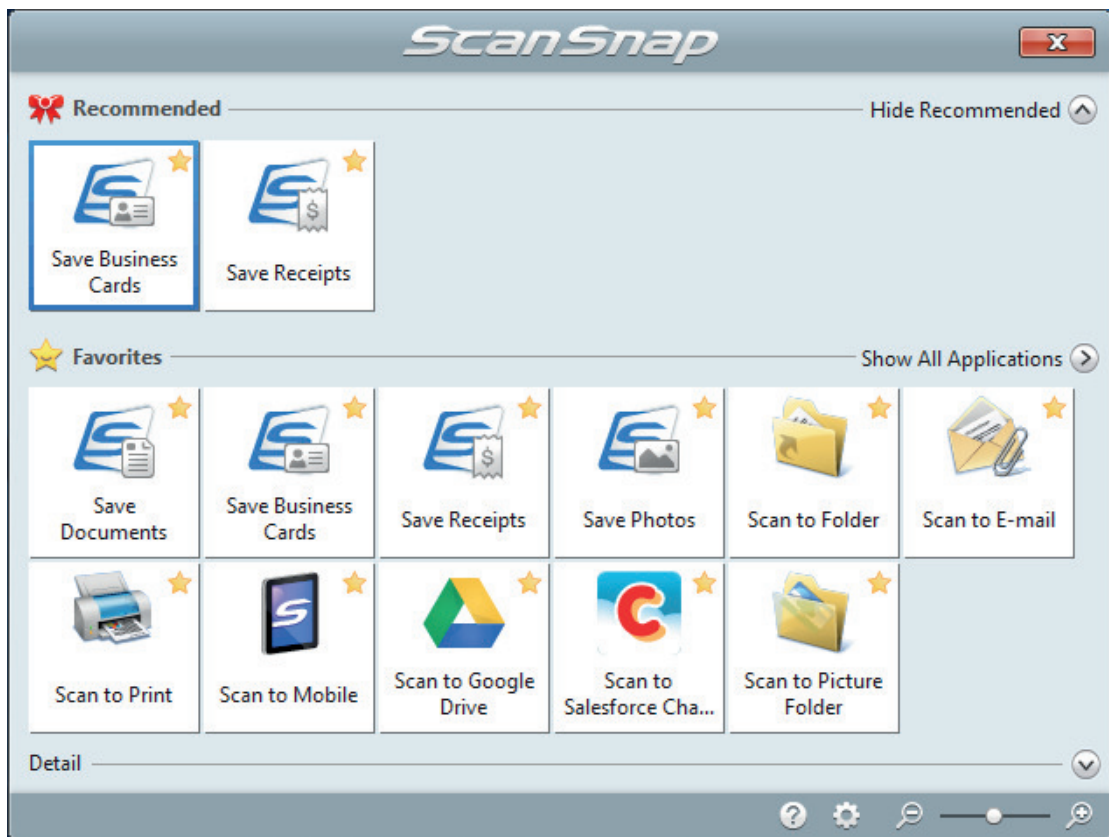 ScanSnap
Recommended
Hide Recommended
Save Business
Cards
Save Receipts
Favorites
Show All Applications
Save
Documents
Save Business
Cards
Save Receipts
Save Photos
Scan to Folder
Scan to E-mail
Scan to Print
Scan to Mobile
Scan to Google
Drive
Scan to
Salesforce Cha...
Scan to Picture
Folder
Detail